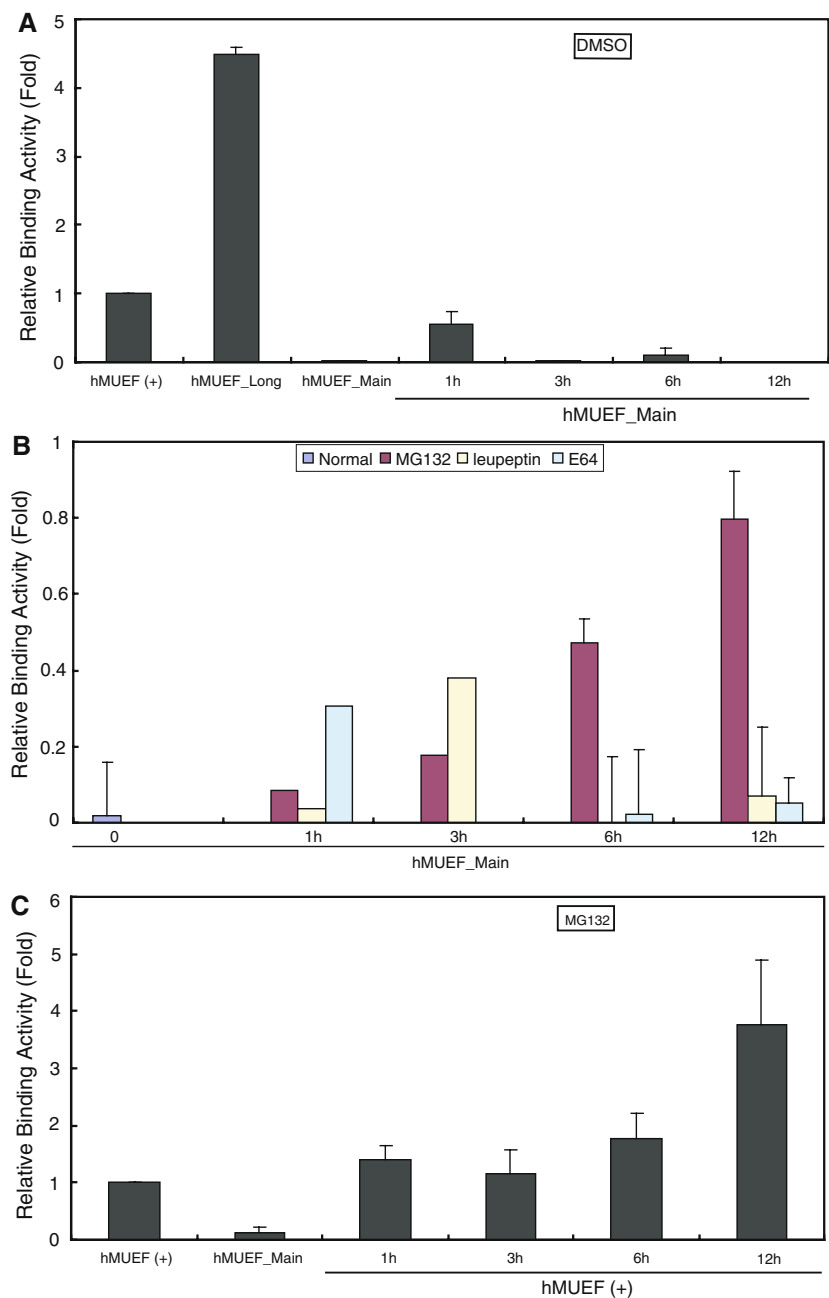 A
Relative Binding Activity (Fold)
5
4
3
2
1
0
DMSO
hMUEF (+) hMUEF_Long hMUEF_Main 1h 3h 6h 12h
hMUEF_Main
B
Relative Binding Activity (Fold)
1
0.8
0.6
0.4
0.2
0
Normal MG132 leupeptin E64
0 1h 3h 6h 12h
hMUEF_Main
C
Relative Binding Activity (Fold)
6
5
4
3
2
1
0
MG132
hMUEF (+) hMUEF_Main 1h 3h 6h 12h
hMUEF (+)